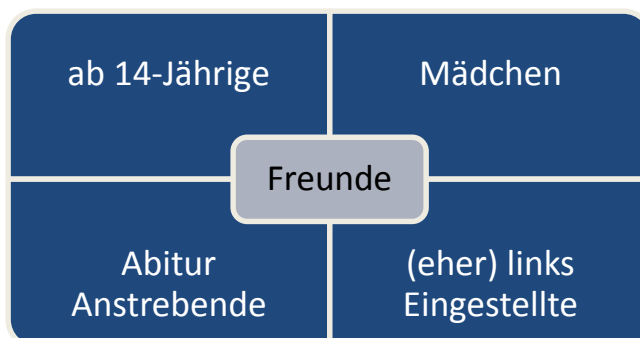 ab 14-Jährige
Mädchen
Freunde
Abitur
Anstrebende
(eher) links
Eingestellte